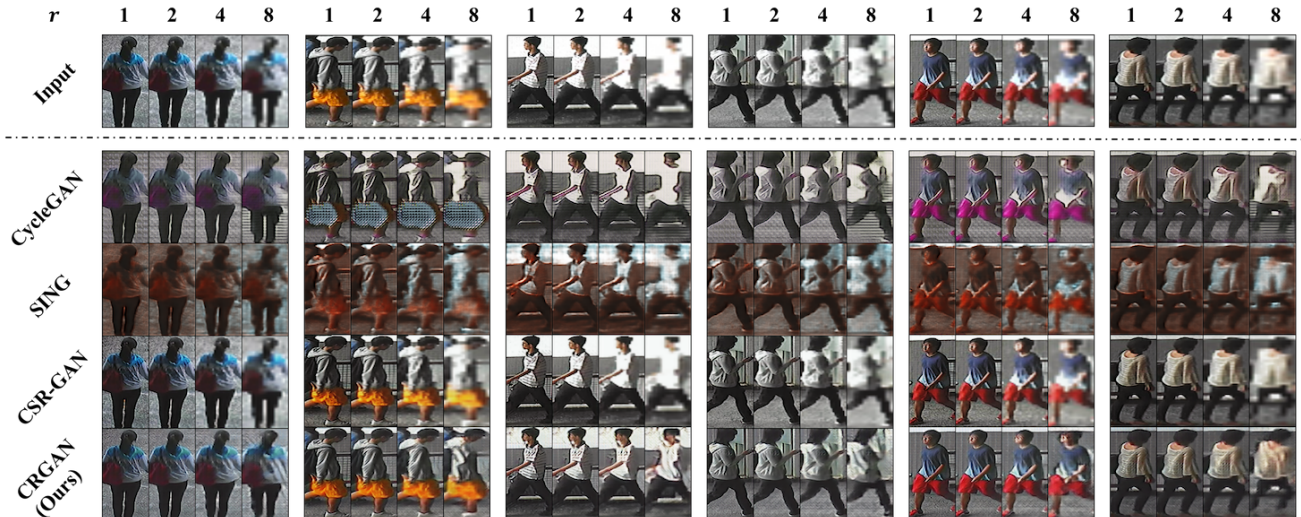 r 1 2 4 8 1 2 4 8 1 2 4 8 1 2 4 8 1 2 4 8 1 2 4 8
Input
CycleGAN
SING
CSR-GAN
CRGAN
(Ours)